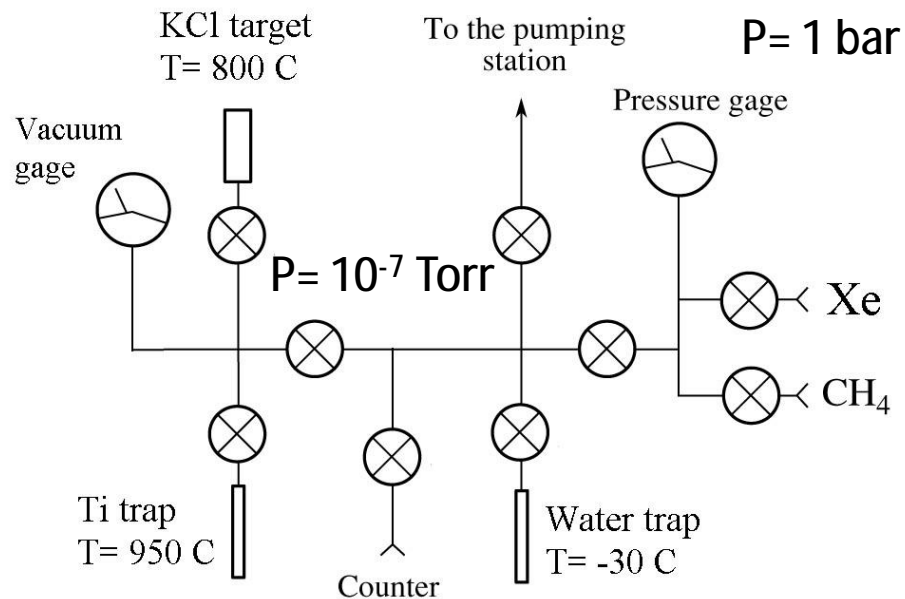 KCl target
T= 800 C
To the pumping
station
P= 1 bar
Pressure gage
Vacuum
gage
P= 10⁻⁷ Torr
Xe
CH₄
Ti trap
T= 950 C
Water trap
T= -30 C
Counter